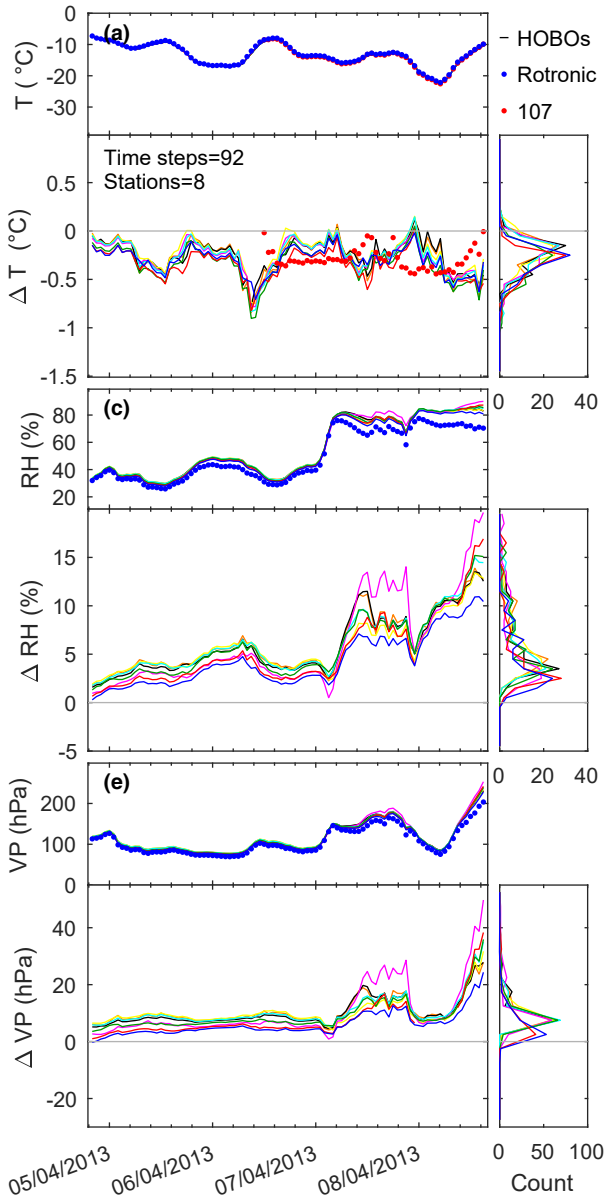 (a)
0
-10
-20
-30
T ( °C)
HOBOs
Rotronic
107
Time steps=92
Stations=8
0.5
0
-0.5
-1
-1.5
Δ T (°C)
0 20 40
(c)
80
60
40
20
RH (%)
15
10
5
0
-5
Δ RH (%)
0 20 40
(e)
200
100
0
VP (hPa)
40
20
0
-20
Δ VP (hPa)
05/04/2013
06/04/2013
07/04/2013
08/04/2013
0 50 100
Count